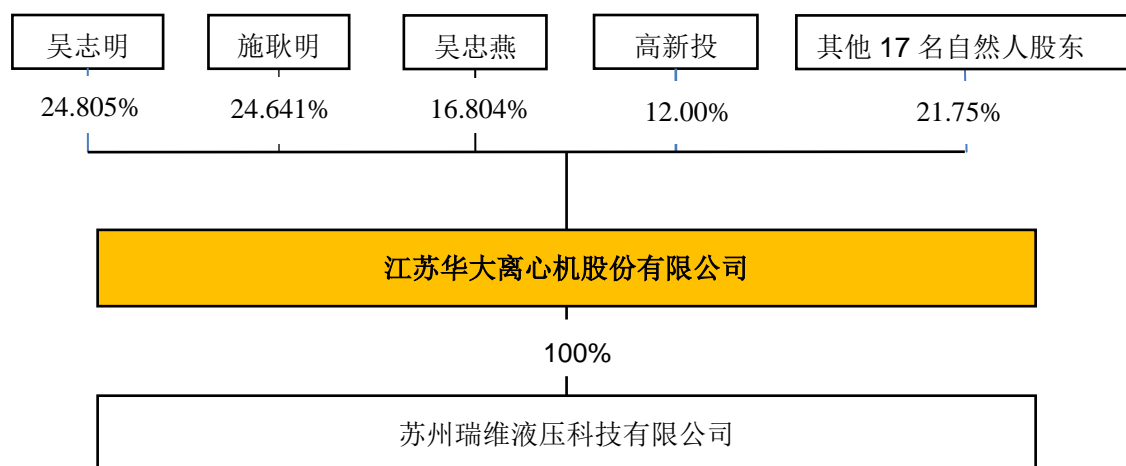 吴志明 施耿明 吴忠燕 高新投 其他 17 名自然人股东
24.805% 24.641% 16.804% 12.00% 21.75%
江苏华大离心机股份有限公司
100%
苏州瑞维液压科技有限公司